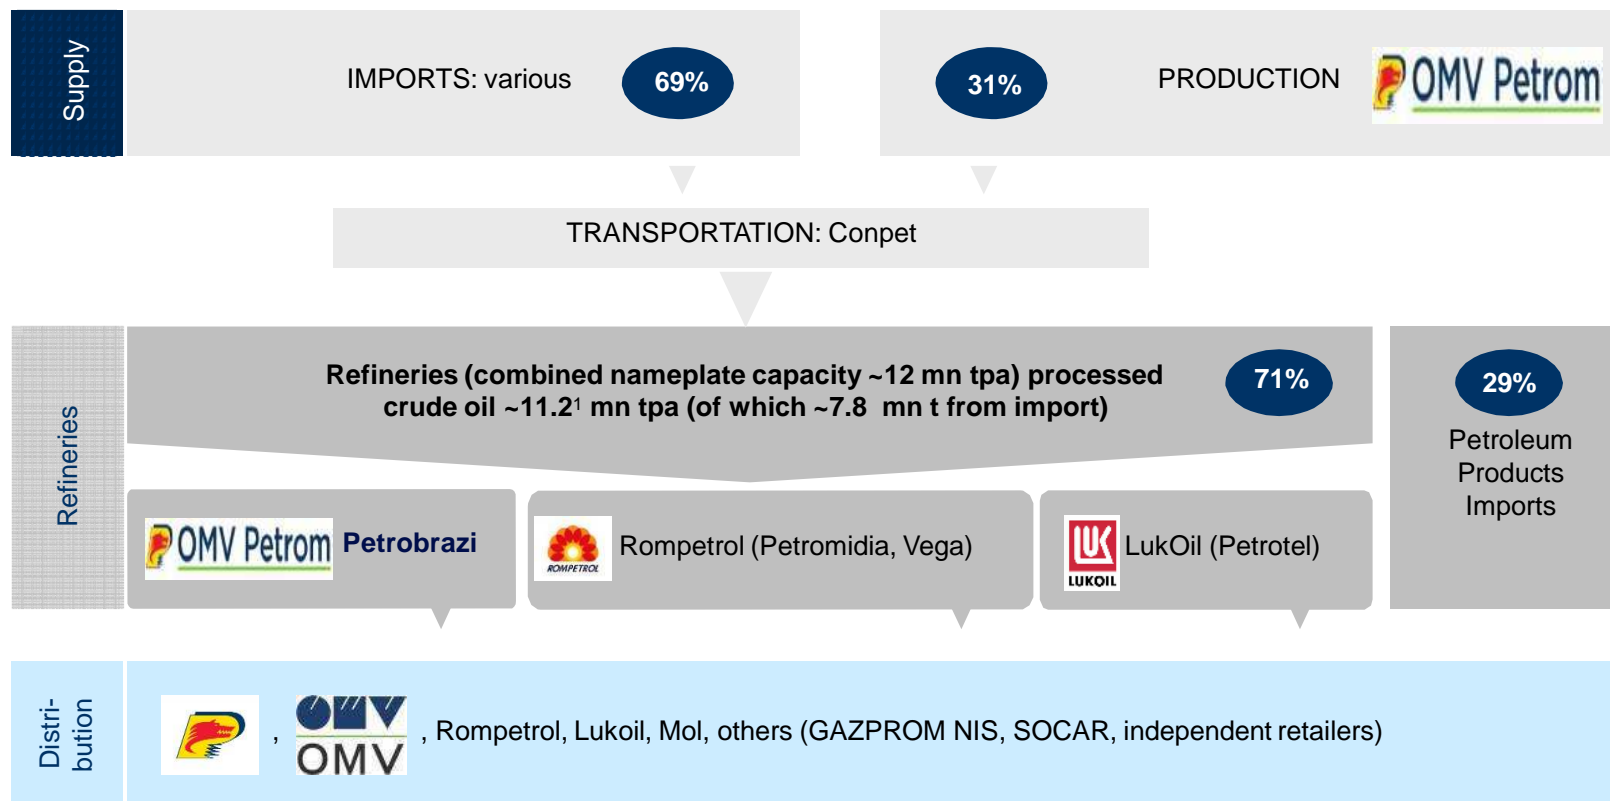 Supply
IMPORTS: various
69%
31%
PRODUCTION
OMV Petrom
TRANSPORTATION: Conpet
Refineries
Refineries (combined nameplate capacity ~12 mn tpa) processed
crude oil ~11.2¹ mn tpa (of which ~7.8 mn t from import)
71%
29%
Petroleum
Products
Imports
OMV Petrom
Petrobrazi
ROMPETROL
Rompetrol (Petromidia, Vega)
LUK
LUKOIL
LukOil (Petrotel)
Distri-
bution
,
OMV
OMV
, Rompetrol, Lukoil, Mol, others (GAZPROM NIS, SOCAR, independent retailers)